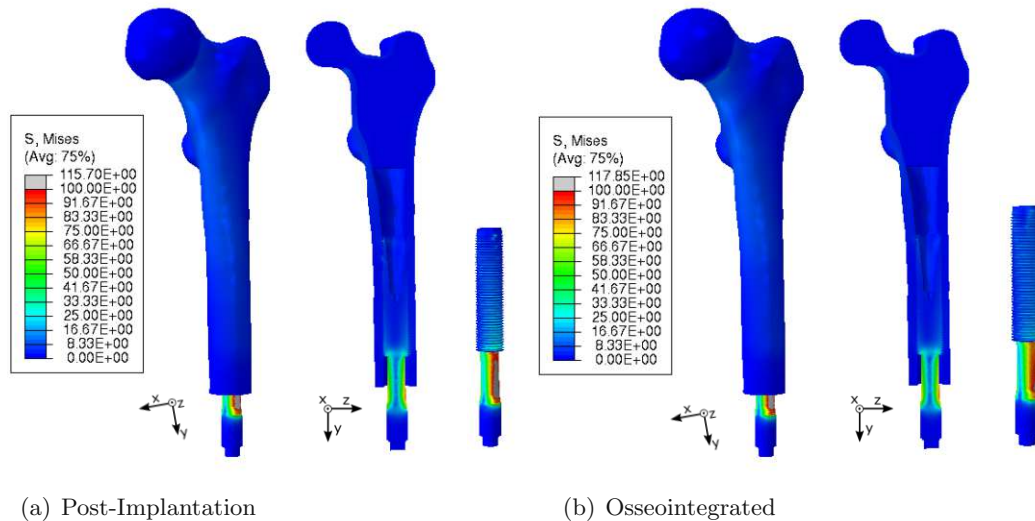 S, Mises
(Avg: 75%)
115.70E+00
100.00E+00
91.67E+00
83.33E+00
75.00E+00
66.67E+00
58.33E+00
50.00E+00
41.67E+00
33.33E+00
25.00E+00
16.67E+00
8.33E+00
0.00E+00
x
z
y
x
z
y
S, Mises
(Avg: 75%)
117.85E+00
100.00E+00
91.67E+00
83.33E+00
75.00E+00
66.67E+00
58.33E+00
50.00E+00
41.67E+00
33.33E+00
25.00E+00
16.67E+00
8.33E+00
0.00E+00
x
z
y
x
z
y
(a) Post-Implantation
(b) Osseointegrated